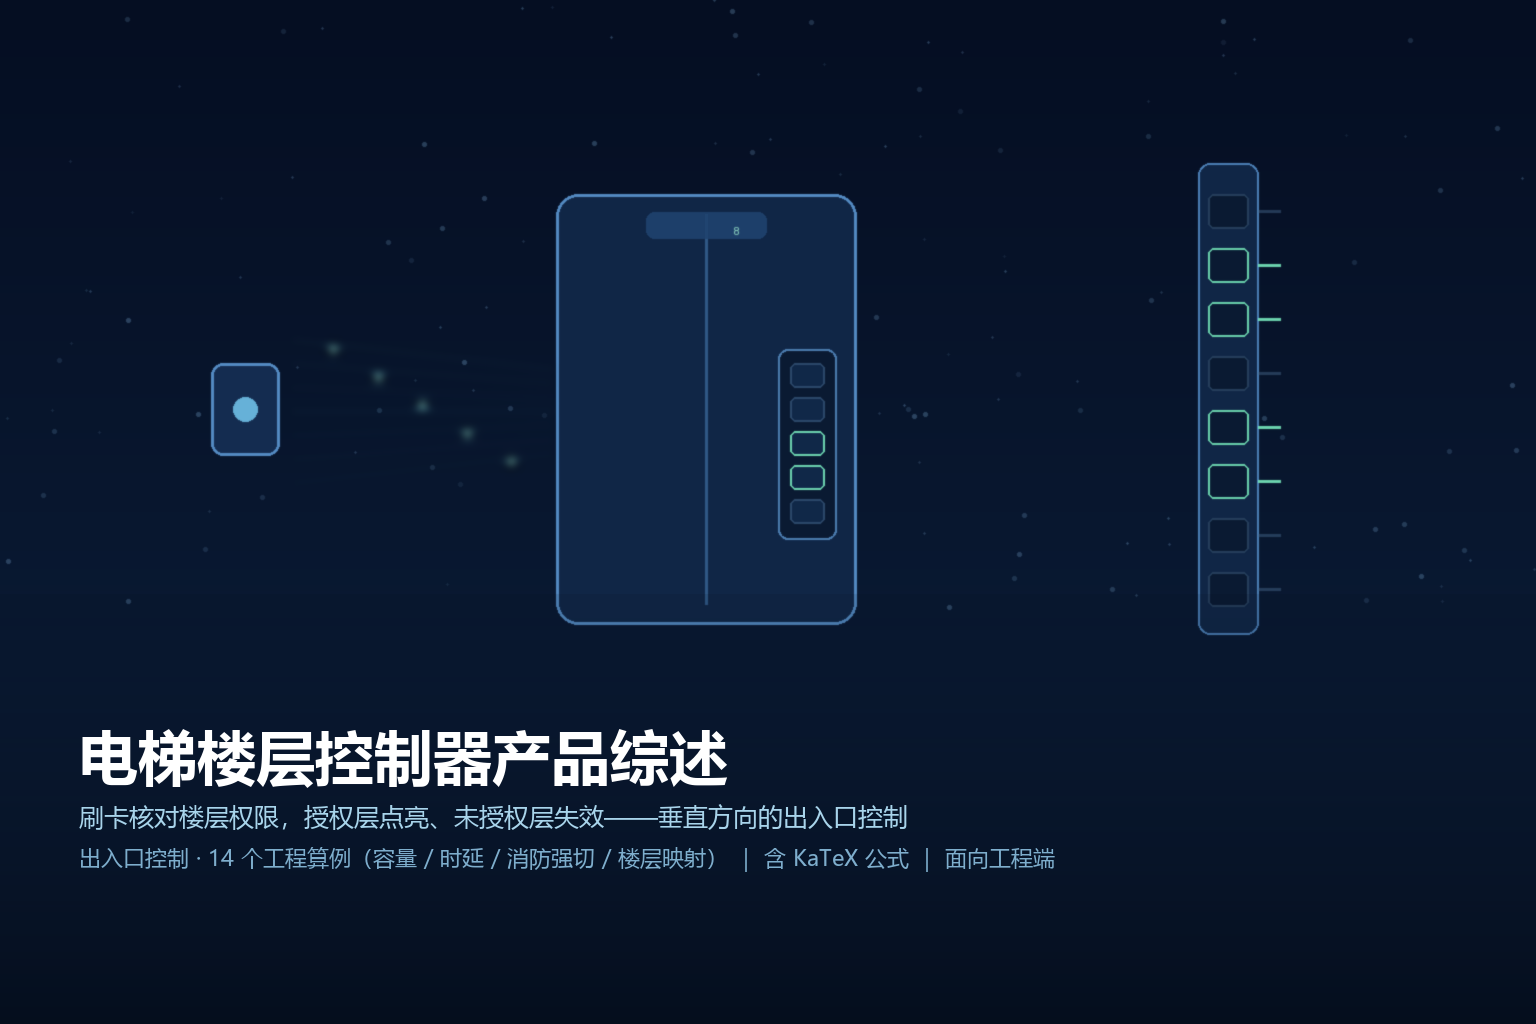 8
电梯楼层控制器产品综述
刷卡核对楼层权限，授权层点亮、未授权层失效——垂直方向的出入口控制
出入口控制 · 14 个工程算例（容量 / 时延 / 消防强切 / 楼层映射） ｜ 含 KaTeX 公式 ｜ 面向工程端